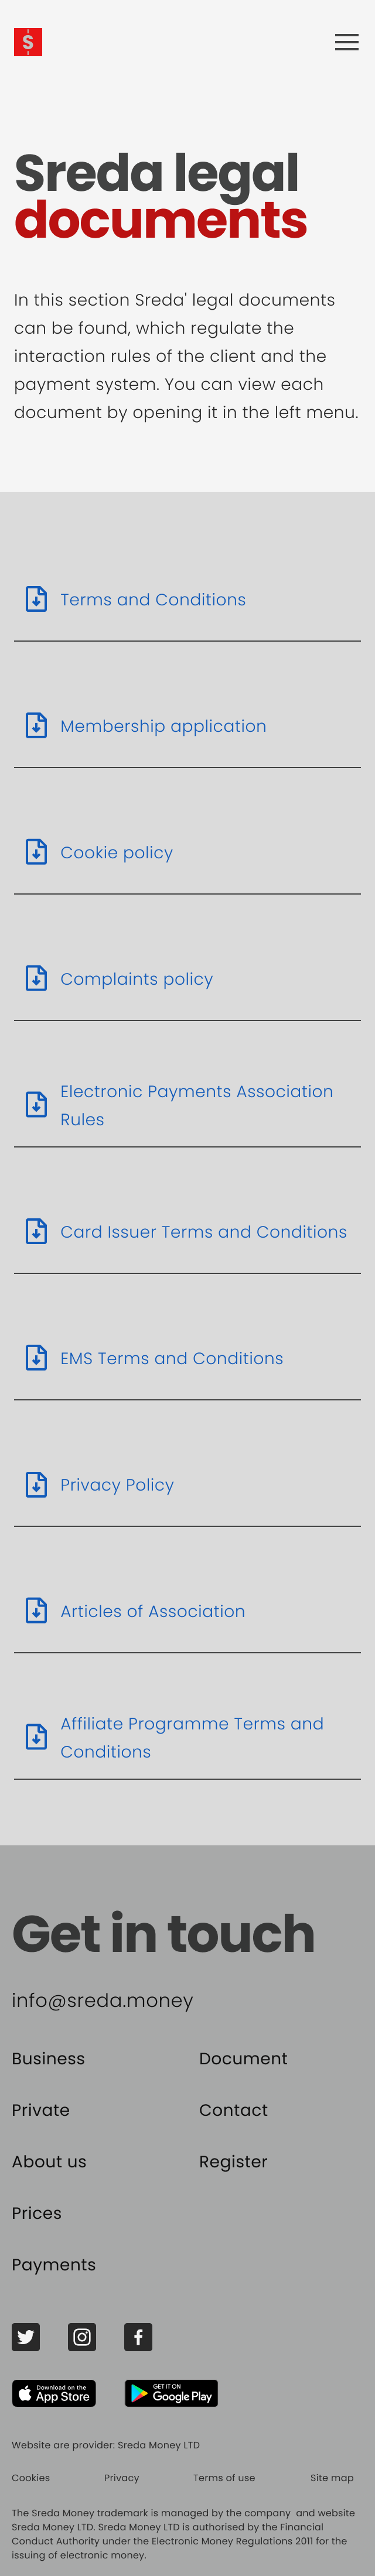 S
Sreda legal
documents
In this section Sreda' legal documents
can be found, which regulate the
interaction rules of the client and the
payment system. You can view each
document by opening it in the left menu.
Terms and Conditions
Membership application
Cookie policy
Complaints policy
Electronic Payments Association
Rules
Card Issuer Terms and Conditions
EMS Terms and Conditions
Privacy Policy
Articles of Association
Affiliate Programme Terms and
Conditions
Get in touch
info@sreda.money
Business
Document
Private
Contact
About us
Register
Prices
Payments
Download on the
App Store
GET IT ON
Google Play
Website are provider: Sreda Money LTD
Cookies Privacy Terms of use Site map
The Sreda Money trademark is managed by the company and website
Sreda Money LTD. Sreda Money LTD is authorised by the Financial
Conduct Authority under the Electronic Money Regulations 2011 for the
issuing of electronic money.